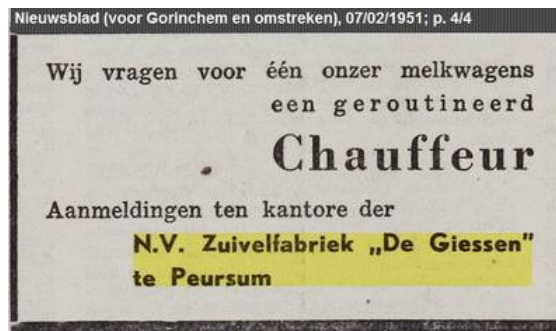 Nieuwsblad (voor Gorinchem en omstreken), 07/02/1951; p. 4/4
Wij vragen voor één onzer melkwagens
een geroutineerd
Chauffeur
Aanmeldingen ten kantore der
N.V. Zuivelfabriek „De Giessen”
te Peursum